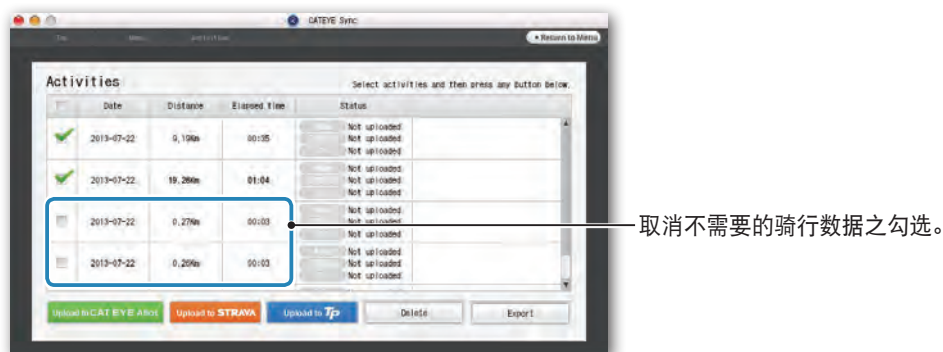 CATEYE Sync
Top Menu Activities
Return to Menu
Activities
Select activities and then press any button below.
Date Distance Elapsed time Status
2013-07-22 9.19Km 00:35 Not uploaded
Not uploaded
Not uploaded
2013-07-22 19.26Km 01:04 Not uploaded
Not uploaded
Not uploaded
2013-07-22 0.27Km 00:03 Not uploaded
Not uploaded
Not uploaded
取消不需要的骑行数据之勾选。
2013-07-22 00:03 Not uploaded
Not uploaded
Not uploaded
Upload to CAT EYE Atlas Upload to STRAVA Upload to Tp Delete Export